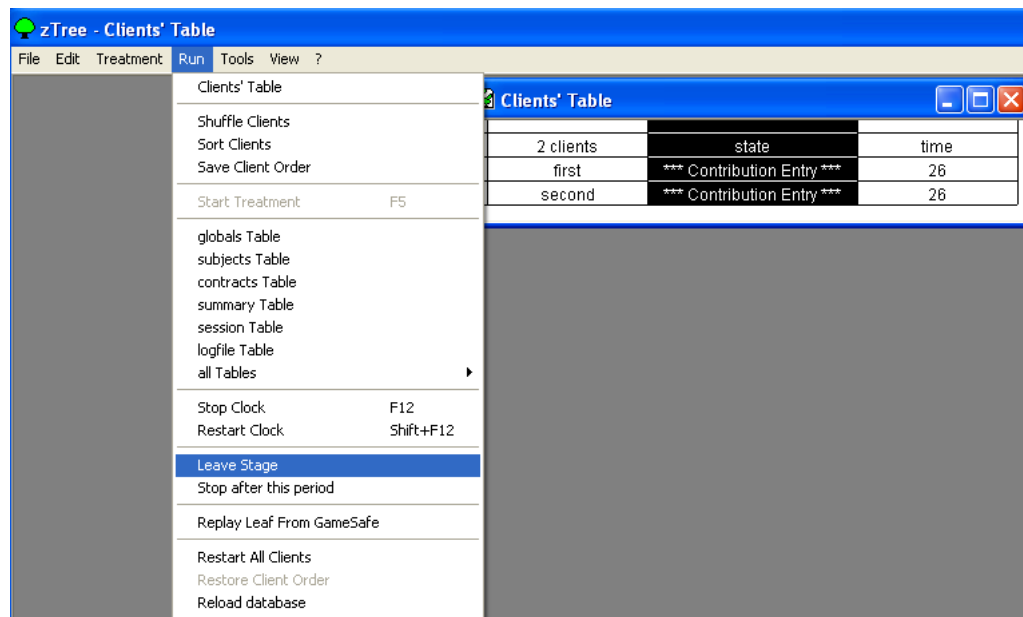 zTree - Clients' Table
File Edit Treatment Run Tools View ?
Clients' Table
Shuffle Clients
Sort Clients
Save Client Order
Start Treatment F5
globals Table
subjects Table
contracts Table
summary Table
session Table
logfile Table
all Tables
Stop Clock F12
Restart Clock Shift+F12
Leave Stage
Stop after this period
Replay Leaf From GameSafe
Restart All Clients
Restore Client Order
Reload database
Clients' Table
2 clients state time
first *** Contribution Entry *** 26
second *** Contribution Entry *** 26